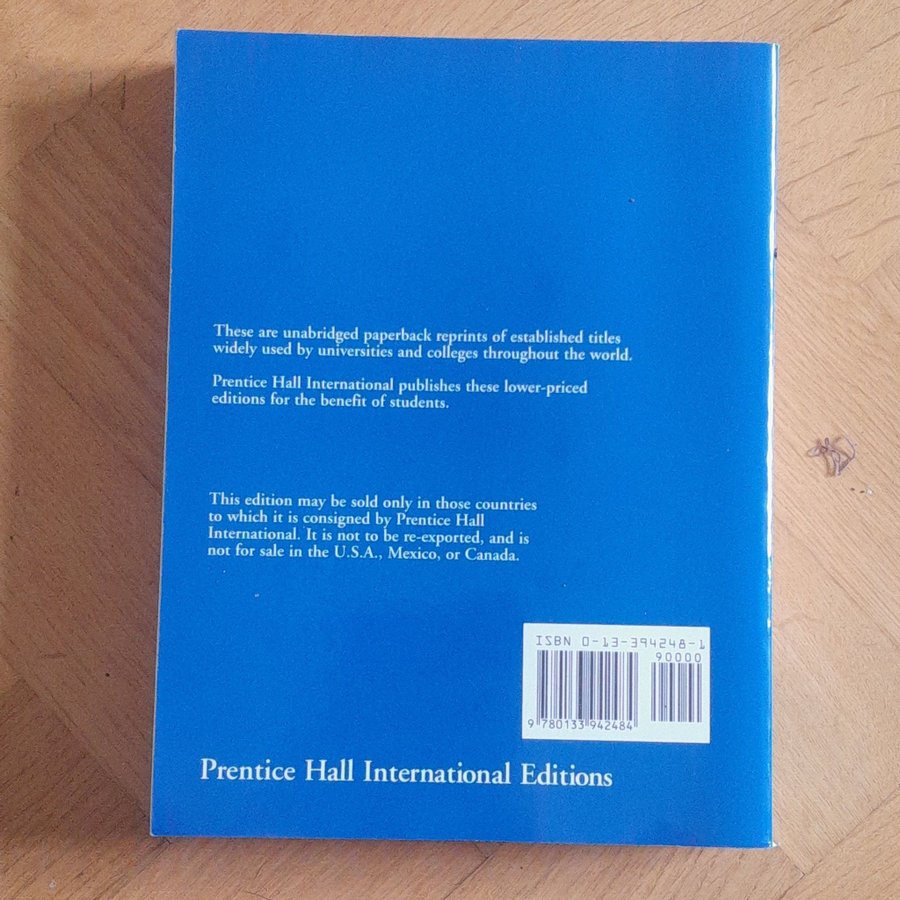 These are unabridged paperback reprints of established titles
widely used by universities and colleges throughout the world.
Prentice Hall International publishes these lower-priced
editions for the benefit of students.
This edition may be sold only in those countries
to which it is consigned by Prentice Hall
International. It is not to be re-exported, and is
not for sale in the U.S.A., Mexico, or Canada.
ISBN 0-13-394248-1
90000
9 780133 942484
Prentice Hall International Editions